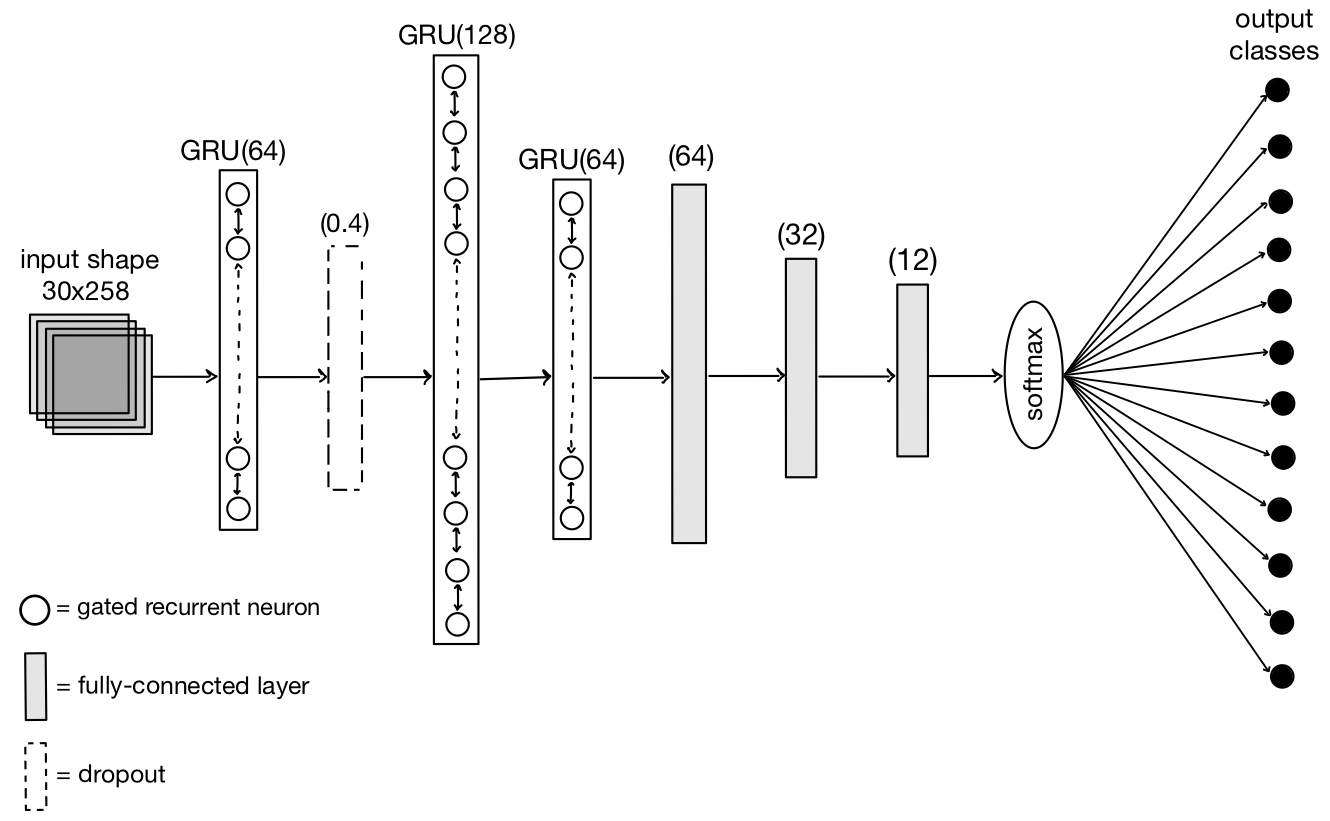 input shape
30x258
GRU(64)
(0.4)
GRU(128)
GRU(64)
(64)
(32)
(12)
softmax
output
classes
= gated recurrent neuron
= fully-connected layer
= dropout